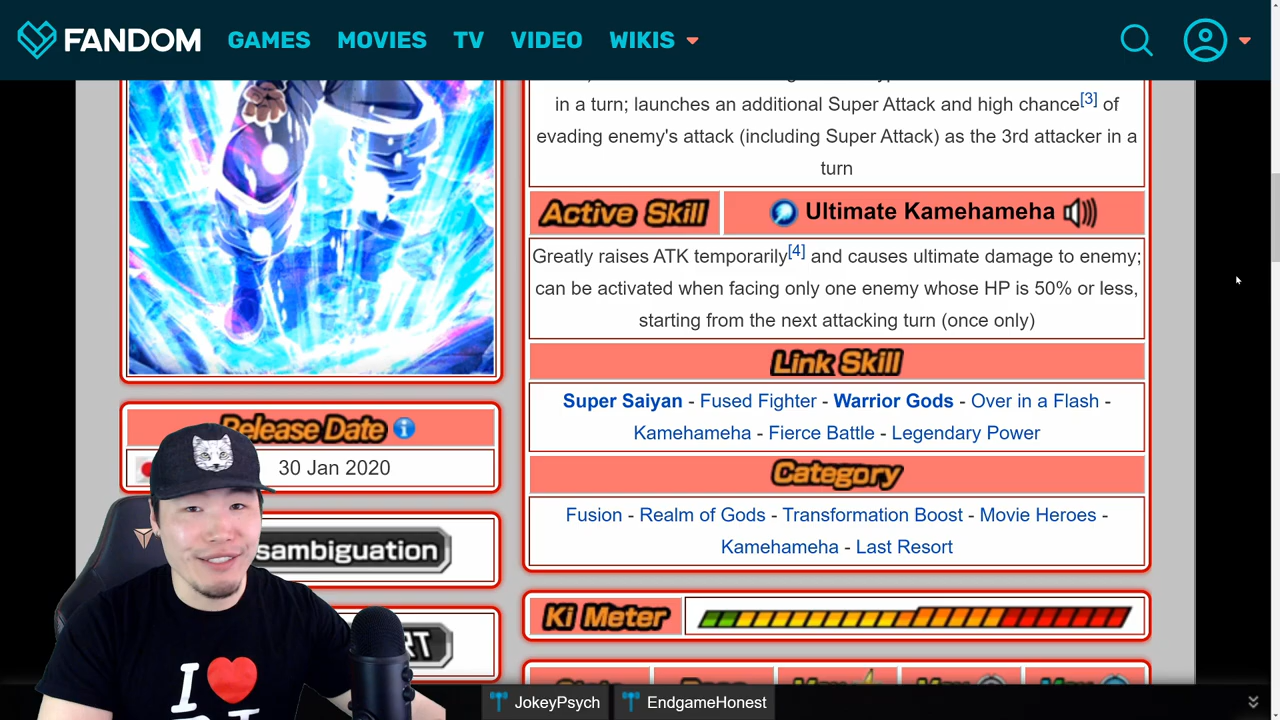 FANDOM GAMES MOVIES TV VIDEO WIKIS
in a turn; launches an additional Super Attack and high chance[3] of
evading enemy's attack (including Super Attack) as the 3rd attacker in a
turn
Active Skill Ultimate Kamehameha
Greatly raises ATK temporarily[4] and causes ultimate damage to enemy;
can be activated when facing only one enemy whose HP is 50% or less,
starting from the next attacking turn (once only)
Link Skill
Super Saiyan - Fused Fighter - Warrior Gods - Over in a Flash -
Kamehameha - Fierce Battle - Legendary Power
Category
Fusion - Realm of Gods - Transformation Boost - Movie Heroes -
Kamehameha - Last Resort
Ki Meter
Release Date
30 Jan 2020
sambiguation
RT
I
JokeyPsych EndgameHonest